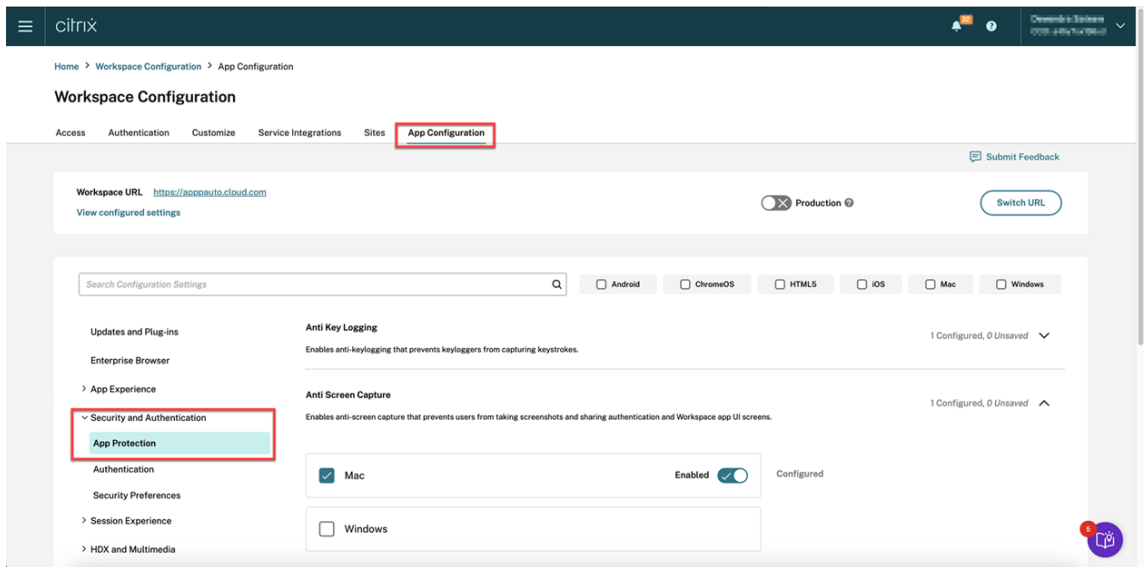 citrix
22
Home > Workspace Configuration > App Configuration
Workspace Configuration
Access Authentication Customize Service Integrations Sites App Configuration
Submit Feedback
Workspace URL https://apppauto.cloud.com
View configured settings
Production
Switch URL
Search Configuration Settings
Android ChromeOS HTML5 iOS Mac Windows
Updates and Plug-ins
Enterprise Browser
App Experience
Security and Authentication
App Protection
Authentication
Security Preferences
Session Experience
HDX and Multimedia
Anti Key Logging
Enables anti-keylogging that prevents keyloggers from capturing keystrokes.
1 Configured, 0 Unsaved
Anti Screen Capture
Enables anti-screen capture that prevents users from taking screenshots and sharing authentication and Workspace app UI screens.
1 Configured, 0 Unsaved
Mac Enabled Configured
Windows
5